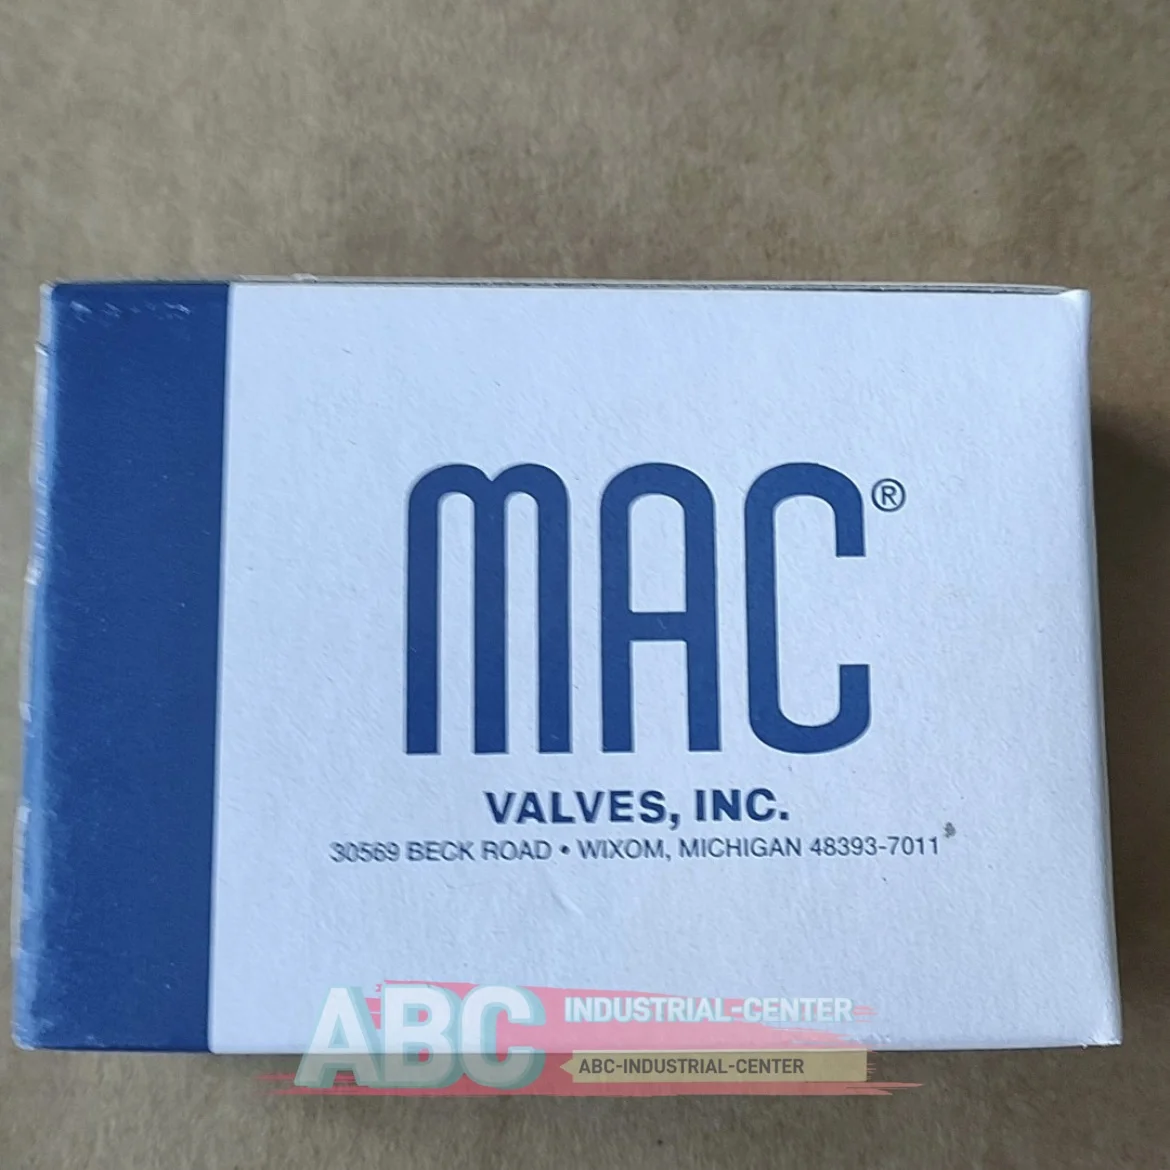 MAC®
VALVES, INC.
30569 BECK ROAD • WIXOM, MICHIGAN 48393-7011
ABC INDUSTRIAL-CENTER
ABC-INDUSTRIAL-CENTER